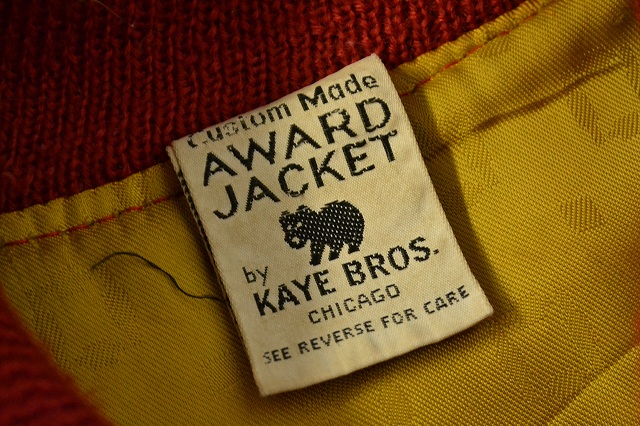 Custom Made
AWARD
JACKET
by
KAYE BROS.
CHICAGO
SEE REVERSE FOR CARE